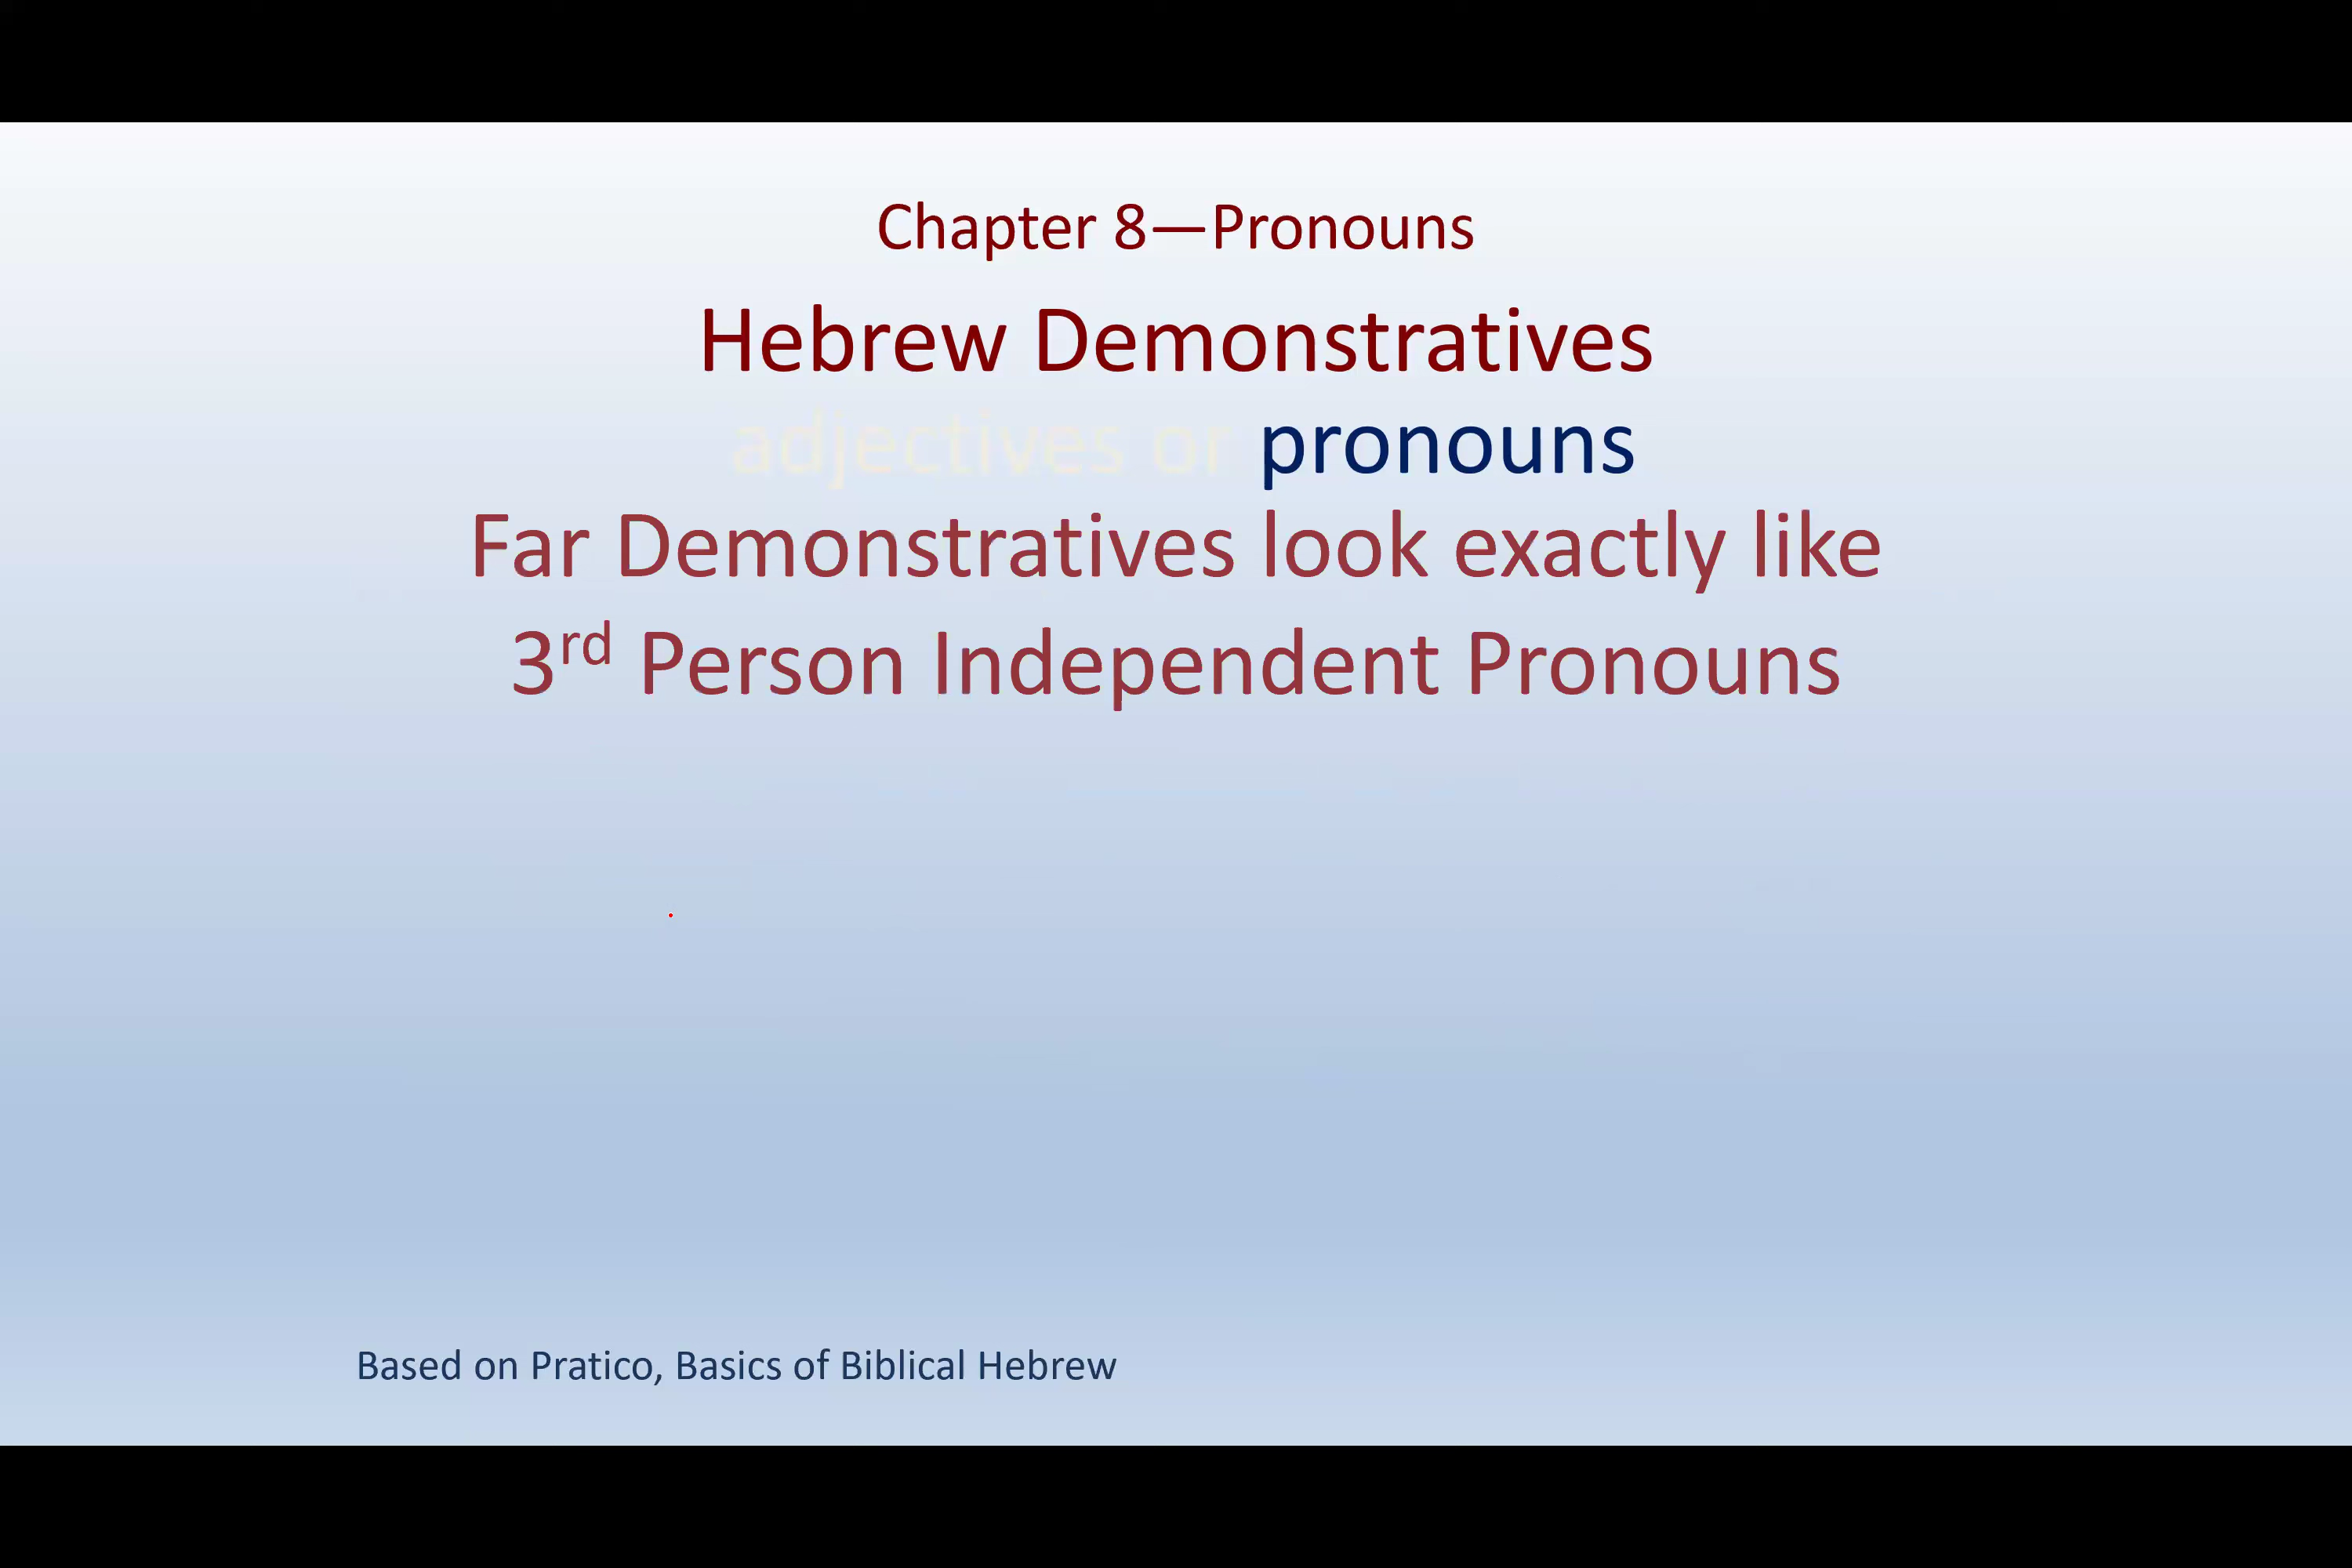 Chapter 8—Pronouns
Hebrew Demonstratives
adjectives or pronouns
Far Demonstratives look exactly like
3rd Person Independent Pronouns
Based on Pratico, Basics of Biblical Hebrew